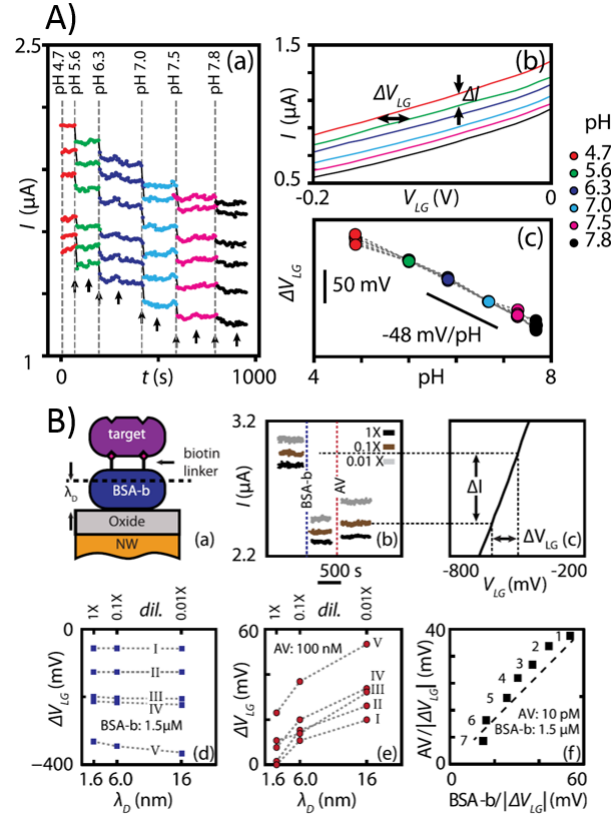 A)
2.5
1
I (µA)
pH 4.7
pH 5.6
pH 6.3
pH 7.0
pH 7.5
pH 7.8
(a)
0
t (s)
1000
1.5
0.5
I (µA)
(b)
ΔV_LG
ΔI
-0.2
V_LG (V)
0
pH
4.7
5.6
6.3
7.0
7.5
7.8
ΔV_LG
(c)
50 mV
-48 mV/pH
4
pH
8
B)
target
biotin
linker
λ_D
BSA-b
Oxide
NW
(a)
3.2
2.2
I (µA)
1X
0.1X
0.01 X
BSA-b
AV
(b)
500 s
ΔI
ΔV_LG (c)
-800
-200
V_LG (mV)
1X
0.1X
dil.
0.01X
0
-400
ΔV_LG (mV)
I
II
III
IV
BSA-b: 1.5µM
V
(d)
1.6
6.0
16
λ_D (nm)
1X
0.1X
dil.
0.01X
60
0
ΔV_LG (mV)
AV: 100 nM
V
IV
III
II
I
(e)
1.6
6.0
16
λ_D (nm)
40
0
AV/|ΔV_LG| (mV)
1
2
3
4
5
6
7
AV: 10 pM
BSA-b: 1.5 µM
(f)
10
50
BSA-b/|ΔV_LG| (mV)